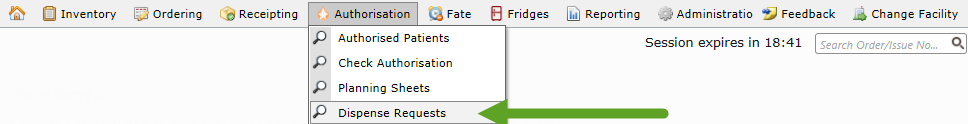 Inventory Ordering Receipting Authorisation Fate Fridges Reporting Administratio Feedback Change Facility
Authorised Patients
Session expires in 18:41 Search Order/Issue No...
Check Authorisation
Planning Sheets
Dispense Requests